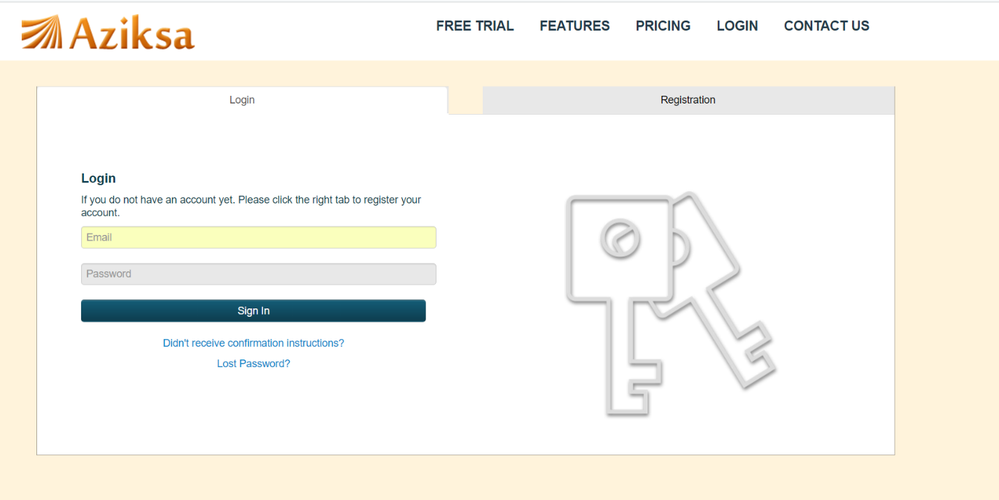 Aziksa
FREE TRIAL FEATURES PRICING LOGIN CONTACT US
Login
Registration
Login
If you do not have an account yet. Please click the right tab to register your
account.
Email
Password
Sign In
Didn't receive confirmation instructions?
Lost Password?